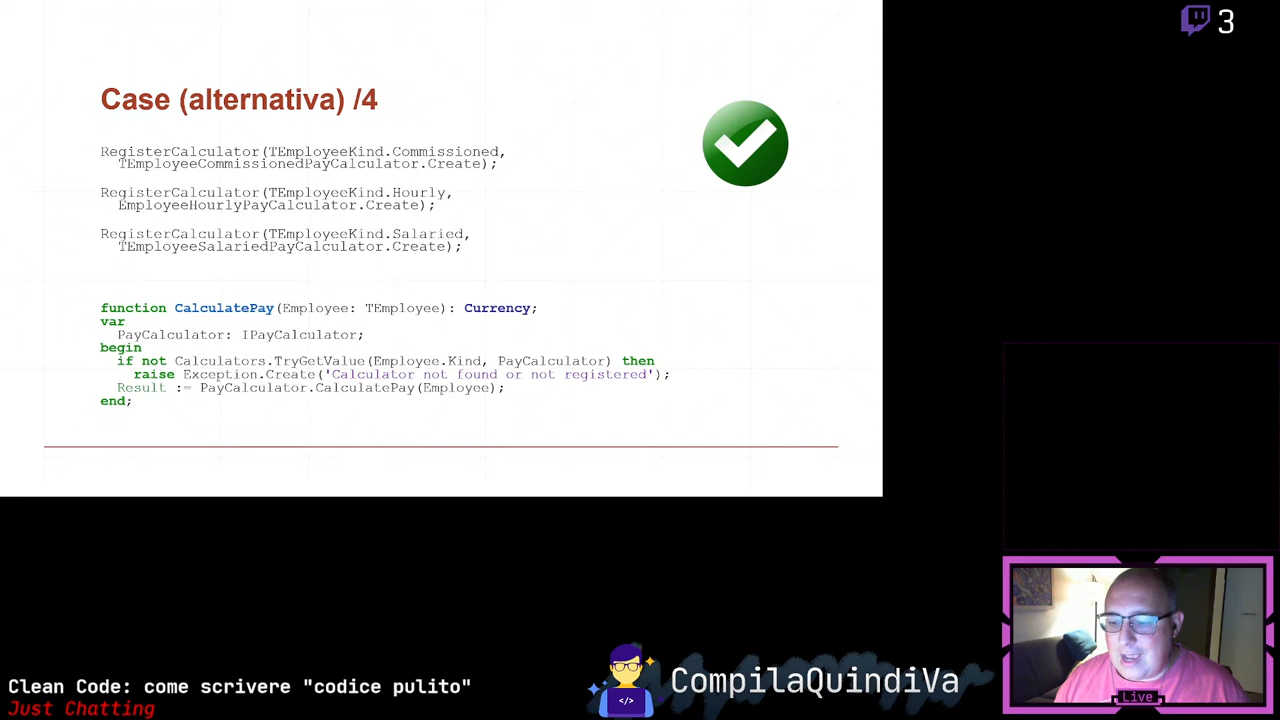 3
Case (alternativa) /4
RegisterCalculator(TEmployeeKind.Commissioned,
TEmployeeCommissionedPayCalculator.Create);
RegisterCalculator(TEmployeeKind.Hourly,
EmployeeHourlyPayCalculator.Create);
RegisterCalculator(TEmployeeKind.Salaried,
TEmployeeSalariedPayCalculator.Create);
function CalculatePay(Employee: TEmployee): Currency;
var
PayCalculator: IPayCalculator;
begin
if not Calculators.TryGetValue(Employee.Kind, PayCalculator) then
raise Exception.Create('Calculator not found or not registered');
Result := PayCalculator.CalculatePay(Employee);
end;
</>
CompilaQuindiVa
Live
Clean Code: come scrivere "codice pulito"
Just Chatting